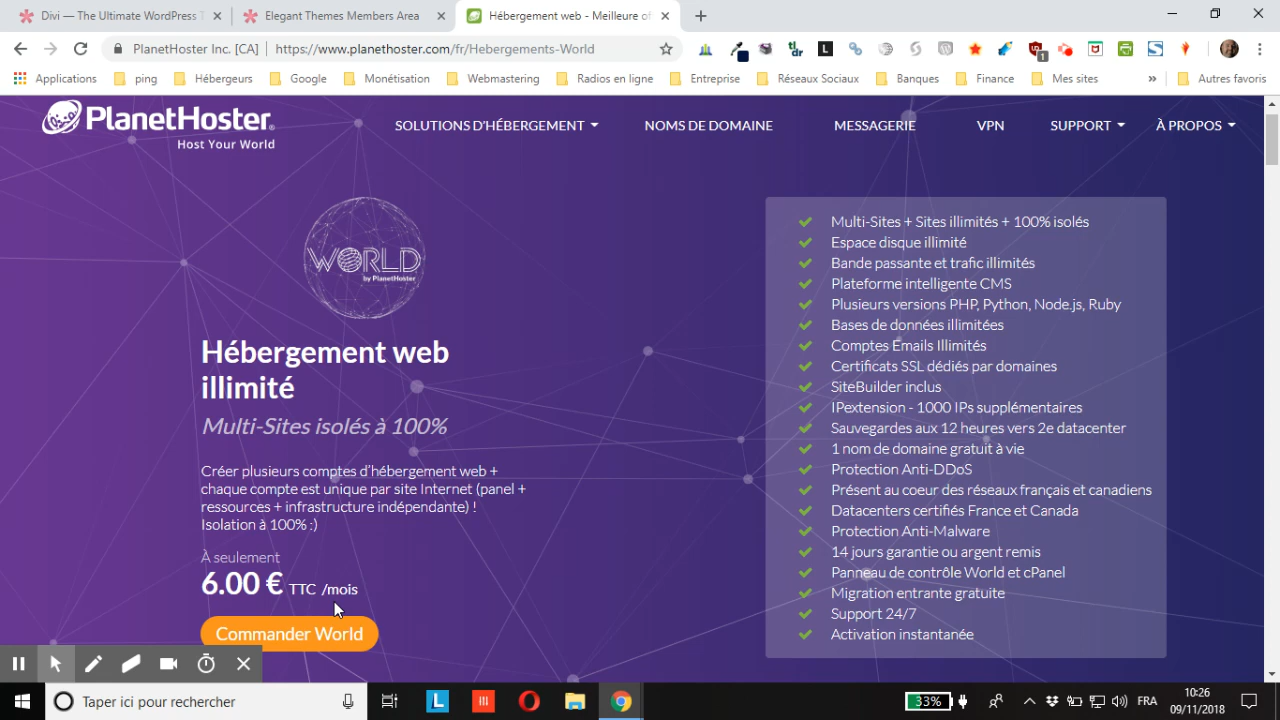 Divi — The Ultimate WordPress T
Elegant Themes Members Area
Hébergement web - Meilleure of
PlanetHoster Inc. [CA]
https://www.planethoster.com/fr/Hebergements-World
tl;dr
L
1
Applications
ping
Hébergeurs
Google
Monétisation
Webmastering
Radios en ligne
Entreprise
Réseaux Sociaux
Banques
Finance
Mes sites
»
Autres favoris
PlanetHoster
Host Your World
SOLUTIONS D'HÉBERGEMENT
NOMS DE DOMAINE
MESSAGERIE
VPN
SUPPORT
À PROPOS
WORLD
by PlanetHoster
Hébergement web
illimité
Multi-Sites isolés à 100%
Créer plusieurs comptes d'hébergement web +
chaque compte est unique par site Internet (panel +
ressources + infrastructure indépendante) !
Isolation à 100% :)
À seulement
6.00 € TTC /mois
Commander World
Multi-Sites + Sites illimités + 100% isolés
Espace disque illimité
Bande passante et trafic illimités
Plateforme intelligente CMS
Plusieurs versions PHP, Python, Node.js, Ruby
Bases de données illimitées
Comptes Emails Illimités
Certificats SSL dédiés par domaines
SiteBuilder inclus
IPextension - 1000 IPs supplémentaires
Sauvegardes aux 12 heures vers 2e datacenter
1 nom de domaine gratuit à vie
Protection Anti-DDoS
Présent au coeur des réseaux français et canadiens
Datacenters certifiés France et Canada
Protection Anti-Malware
14 jours garantie ou argent remis
Panneau de contrôle World et cPanel
Migration entrante gratuite
Support 24/7
Activation instantanée
Taper ici pour rechercher
L
33%
FRA
10:26
09/11/2018